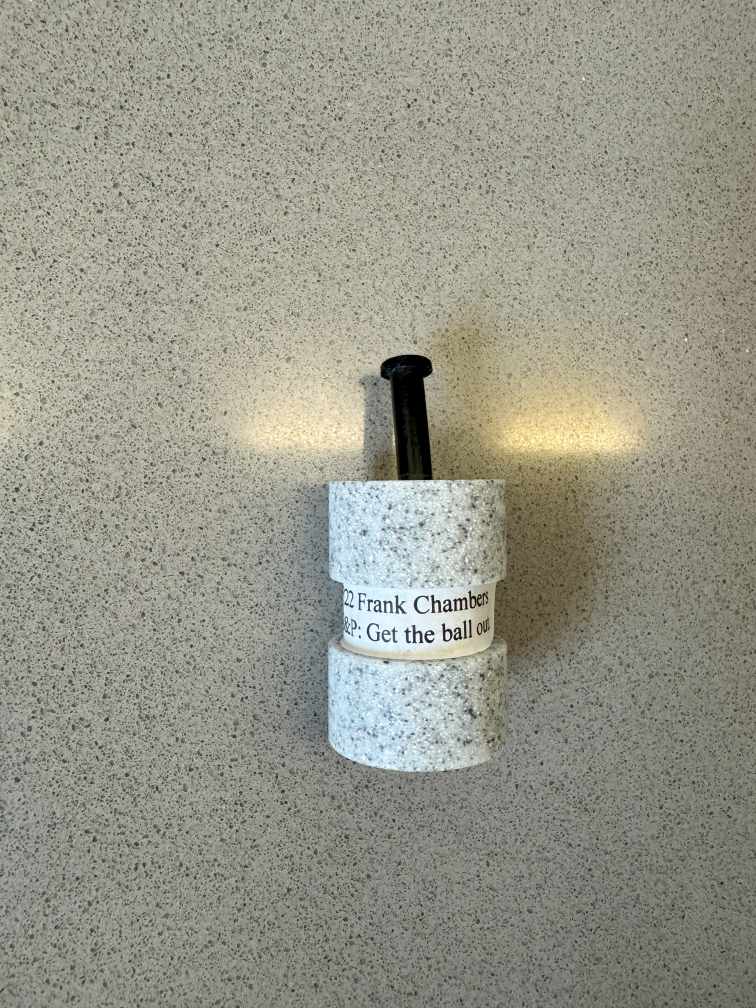 22 Frank Chambers
&P: Get the ball out